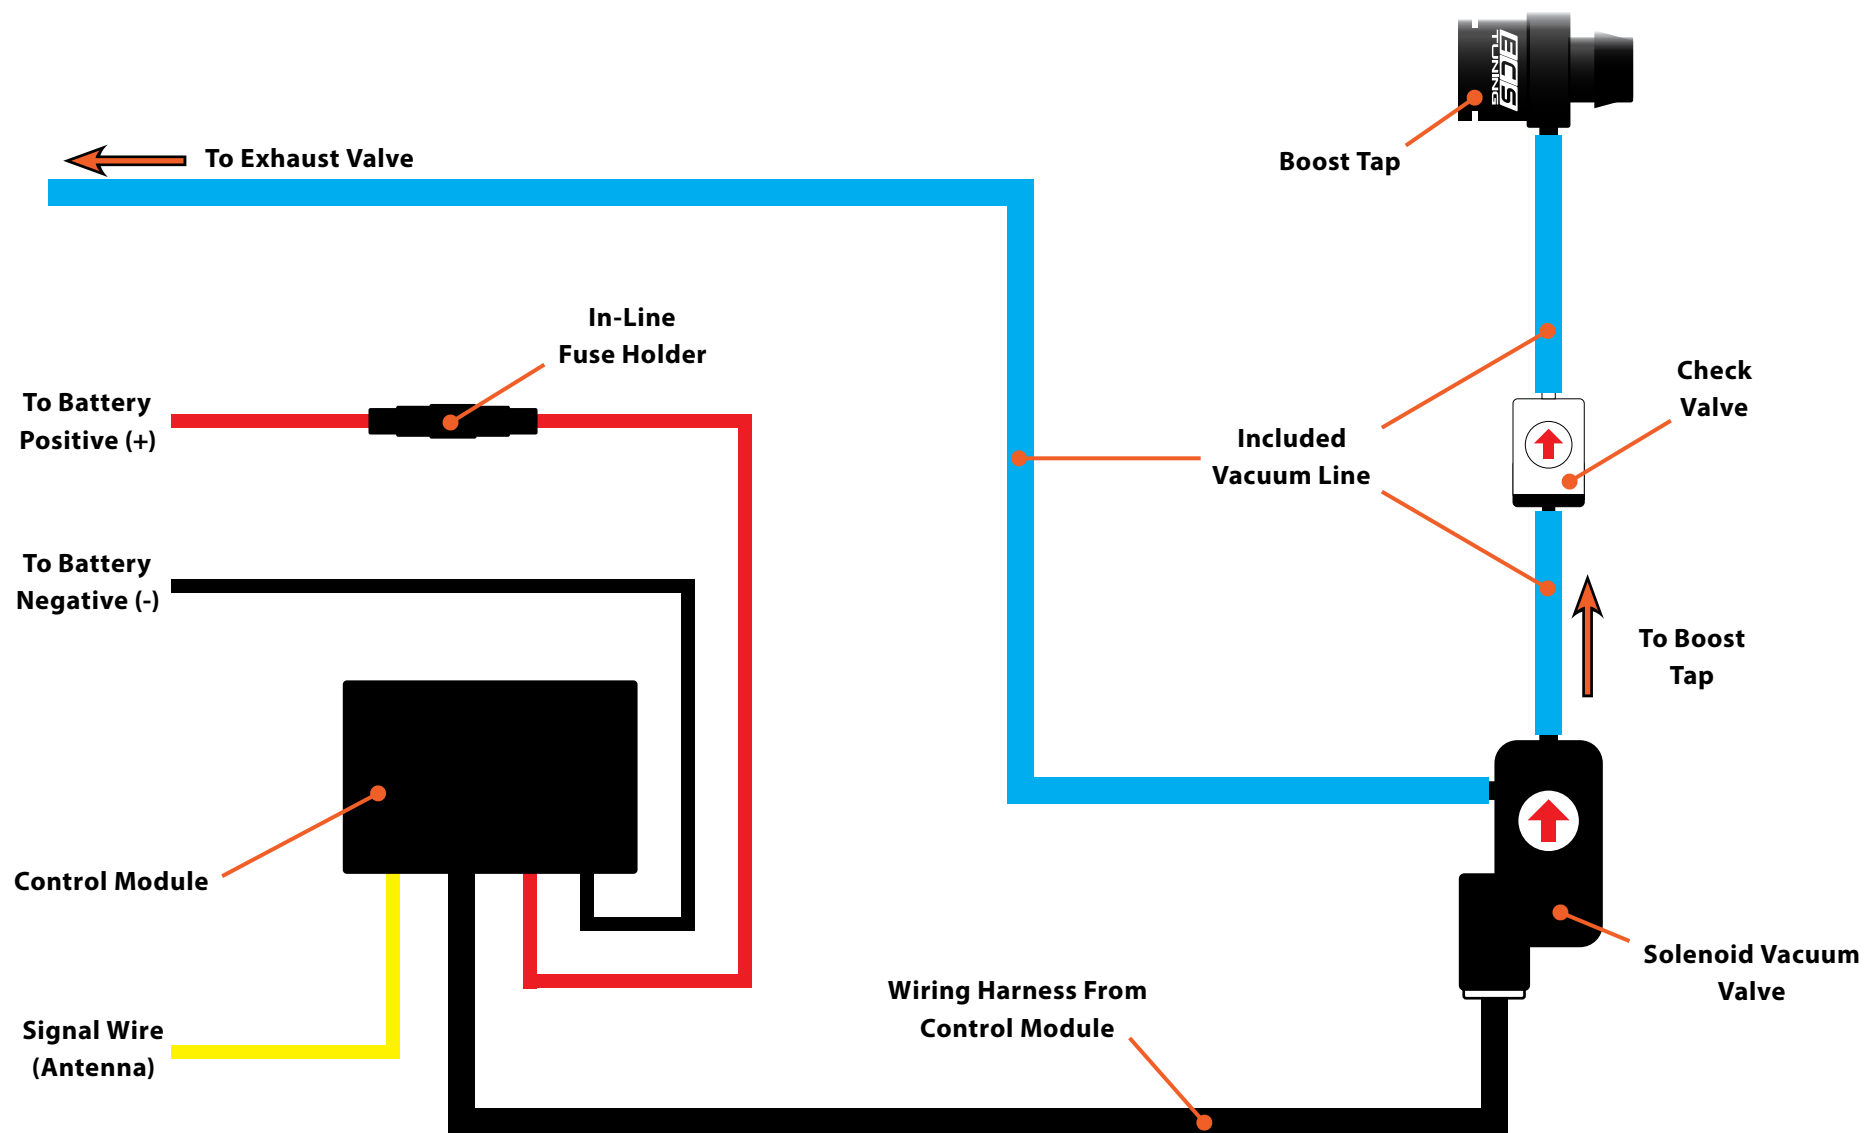 ECS
TUNING
Boost Tap
To Exhaust Valve
In-Line
Fuse Holder
Check
Valve
To Battery
Positive (+)
Included
Vacuum Line
To Battery
Negative (-)
To Boost
Tap
Control Module
Solenoid Vacuum
Valve
Wiring Harness From
Control Module
Signal Wire
(Antenna)